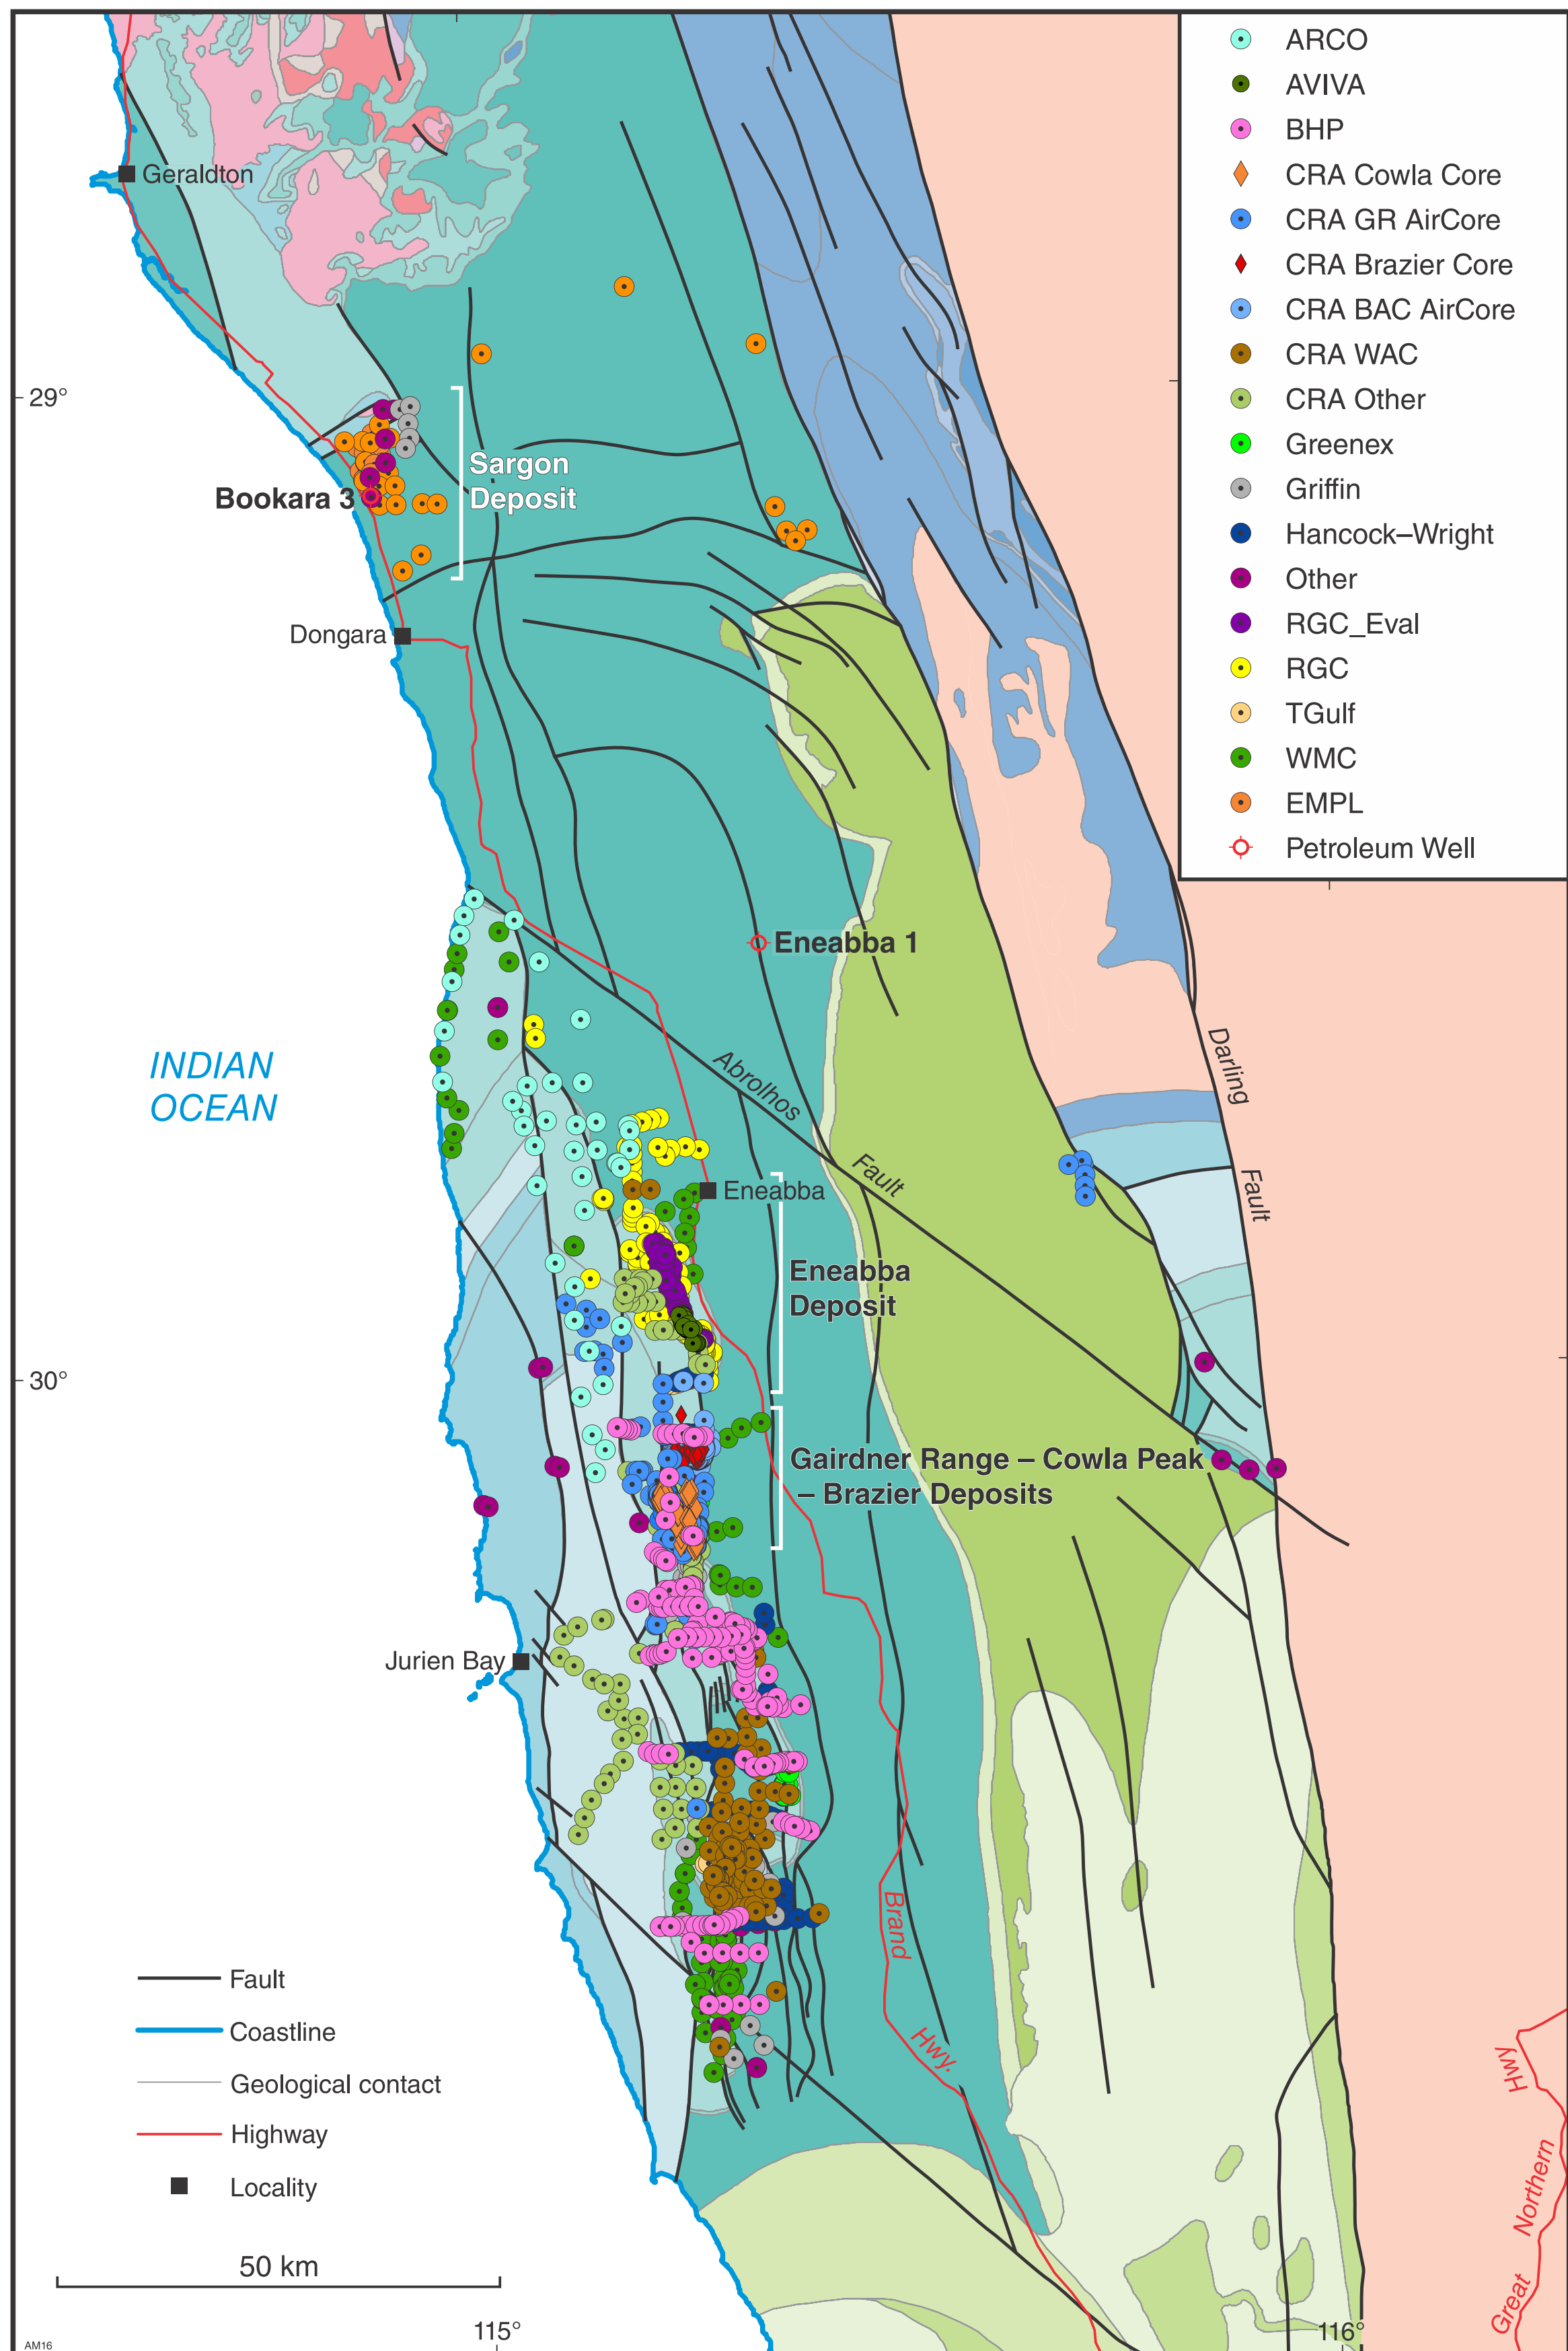 ARCO
AVIVA
BHP
CRA Cowla Core
CRA GR AirCore
CRA Brazier Core
CRA BAC AirCore
CRA WAC
CRA Other
Greenex
Griffin
Hancock–Wright
Other
RGC_Eval
RGC
TGulf
WMC
EMPL
Petroleum Well
Geraldton
29°
Sargon
Deposit
Bookara 3
Dongara
Eneabba 1
INDIAN
OCEAN
Abrolhos
Fault
Darling
Fault
Eneabba
Eneabba
Deposit
30°
Gairdner Range – Cowla Peak
– Brazier Deposits
Jurien Bay
Brand
Hwy.
Hwy
Northern
Great
Fault
Coastline
Geological contact
Highway
Locality
50 km
115°
116°
AM16